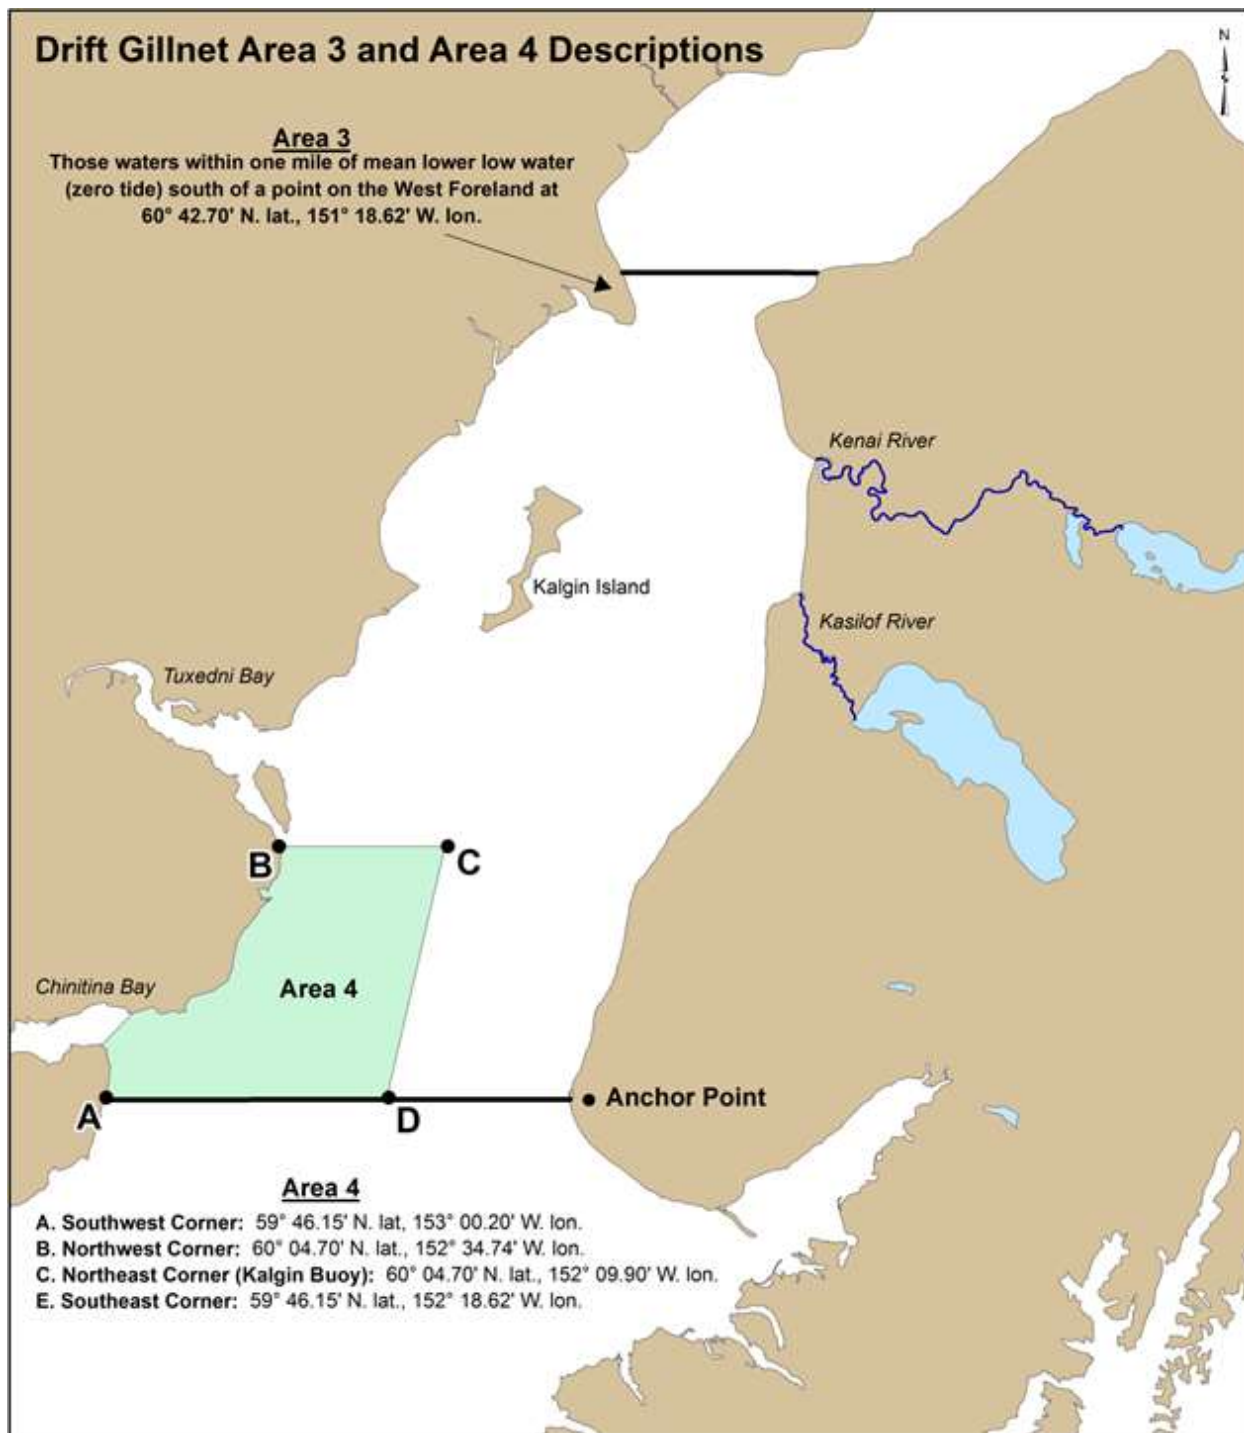 Drift Gillnet Area 3 and Area 4 Descriptions
N
Area 3
Those waters within one mile of mean lower low water
(zero tide) south of a point on the West Foreland at
60° 42.70' N. lat., 151° 18.62' W. lon.
Kenai River
Kalgin Island
Kasilof River
Tuxedni Bay
B
C
Area 4
Chinitina Bay
A
D
Anchor Point
Area 4
A. Southwest Corner: 59° 46.15' N. lat, 153° 00.20' W. lon.
B. Northwest Corner: 60° 04.70' N. lat., 152° 34.74' W. lon.
C. Northeast Corner (Kalgin Buoy): 60° 04.70' N. lat., 152° 09.90' W. lon.
E. Southeast Corner: 59° 46.15' N. lat., 152° 18.62' W. lon.